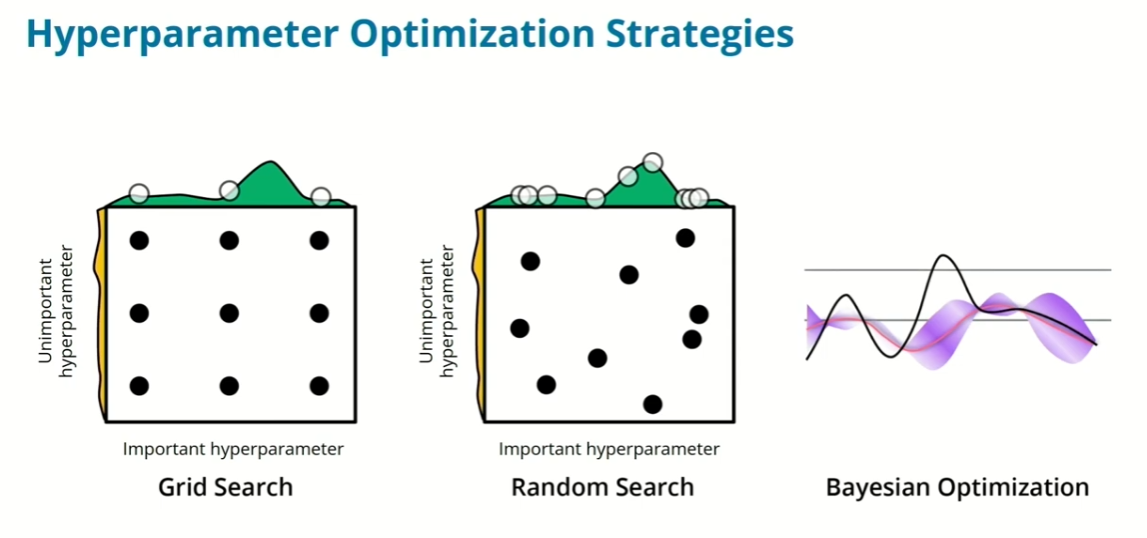 Hyperparameter Optimization Strategies
Unimportant
hyperparameter
Important hyperparameter
Grid Search
Unimportant
hyperparameter
Important hyperparameter
Random Search
Bayesian Optimization